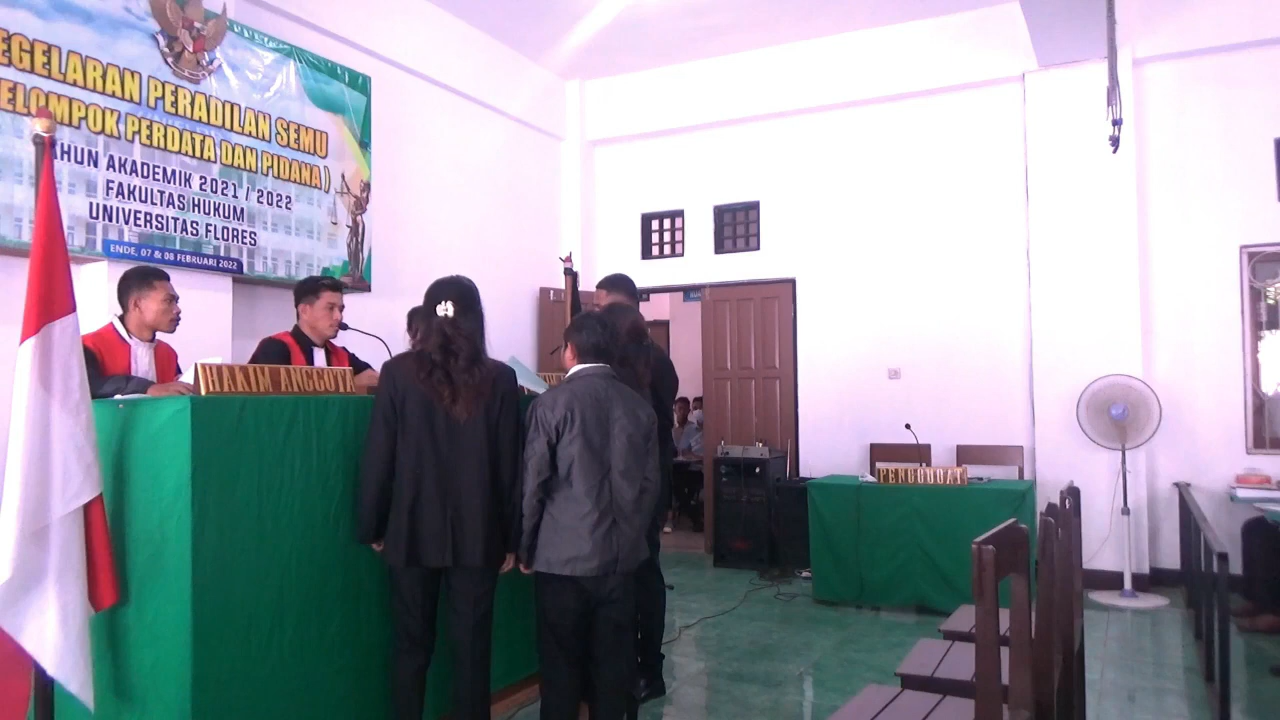 EGELARAN PERADILAN SEMU
ELOMPOK PERDATA DAN PIDANA )
AHUN AKADEMIK 2021 / 2022
FAKULTAS HUKUM
UNIVERSITAS FLORES
ENDE, 07 & 08 FEBRUARI 2022
HAKIM ANGGOTA
PENGGUGAT